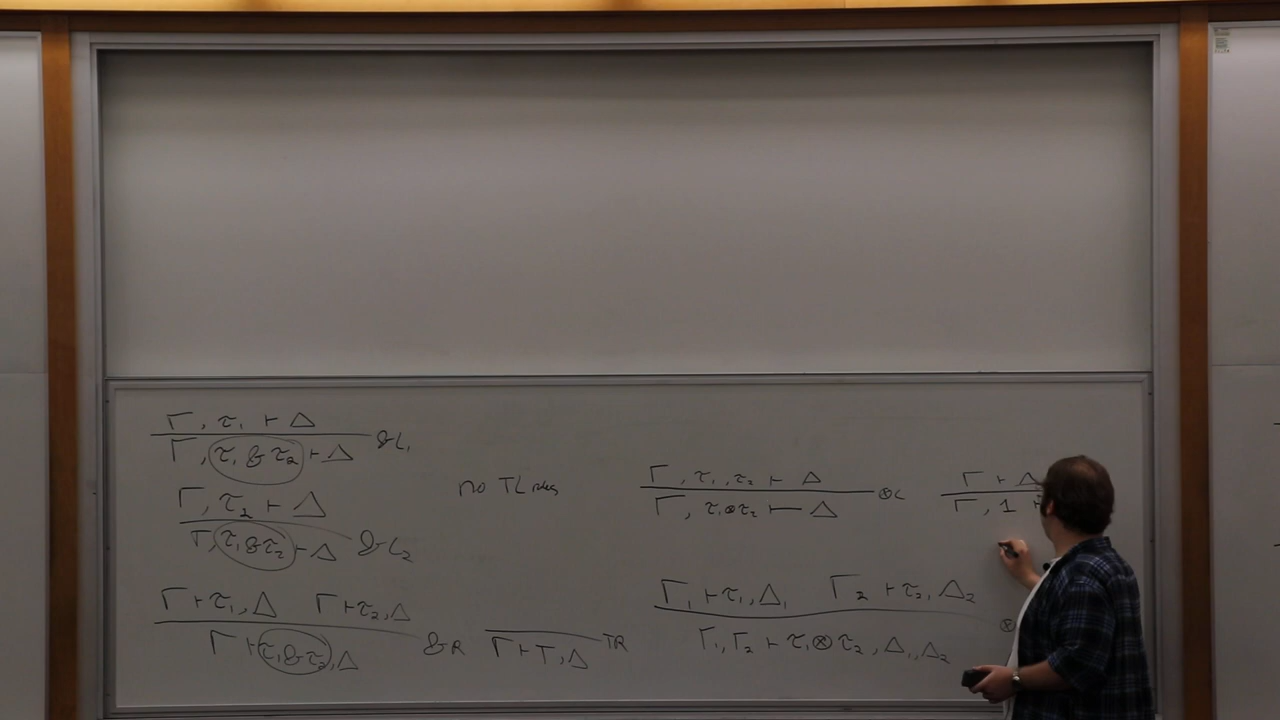 Γ, τ₁ ⊢ Δ
Γ, τ₁ & τ₂ ⊢ Δ &L₁
Γ, τ₂ ⊢ Δ
Γ, τ₁ & τ₂ ⊢ Δ &L₂
Γ ⊢ τ₁, Δ Γ ⊢ τ₂, Δ
Γ ⊢ τ₁ & τ₂, Δ &R
no ⊤L rules
Γ ⊢ ⊤, Δ ⊤R
Γ, τ₁, τ₂ ⊢ Δ
Γ, τ₁ ⊗ τ₂ ⊢ Δ ⊗L
Γ ⊢ Δ
Γ, 1 ⊢
Γ₁ ⊢ τ₁, Δ₁ Γ₂ ⊢ τ₂, Δ₂
Γ₁, Γ₂ ⊢ τ₁ ⊗ τ₂, Δ₁, Δ₂ ⊗